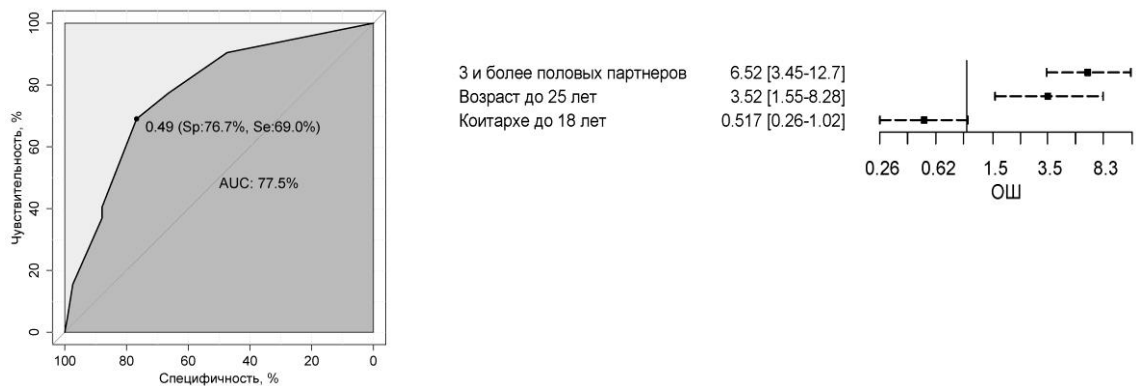 100
80
60
40
20
0
Чувствительность, %
0.49 (Sp:76.7%, Se:69.0%)
AUC: 77.5%
100 80 60 40 20 0
Специфичность, %
3 и более половых партнеров 6.52 [3.45-12.7]
Возраст до 25 лет 3.52 [1.55-8.28]
Коитархе до 18 лет 0.517 [0.26-1.02]
0.26 0.62 1.5 3.5 8.3
ОШ